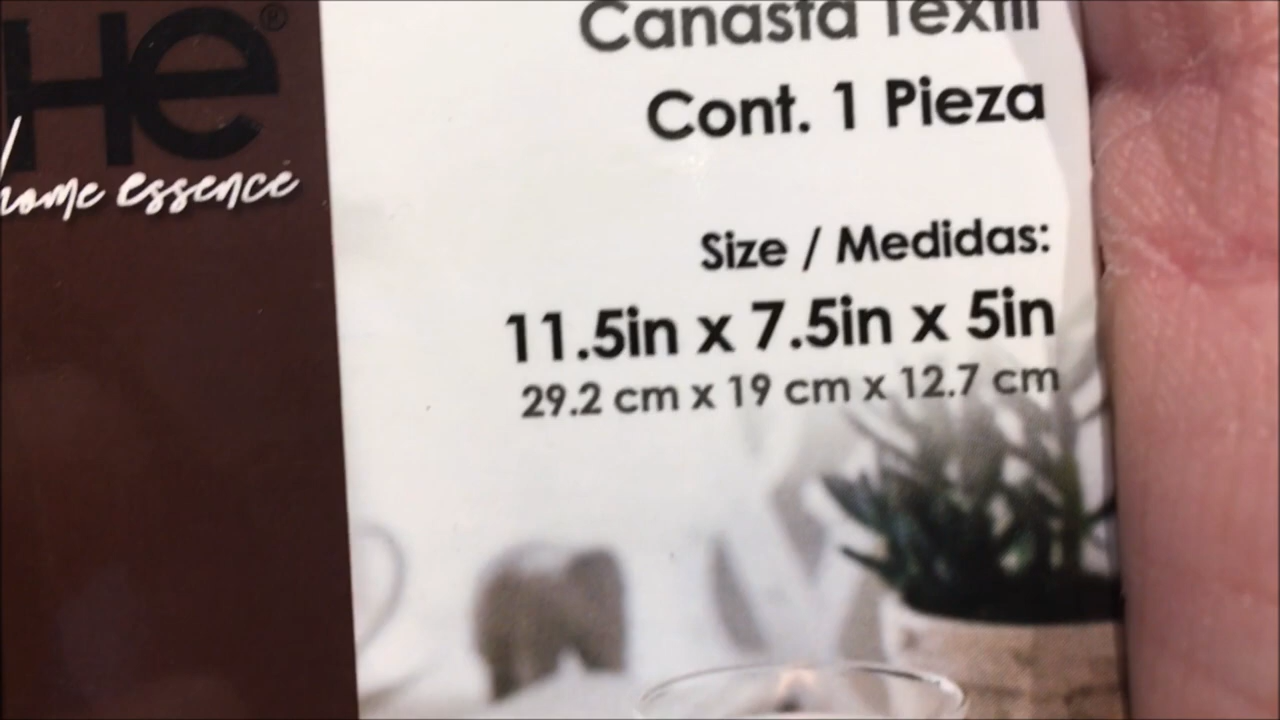 He®
home essence
Canasta Textil
Cont. 1 Pieza
Size / Medidas:
11.5in x 7.5in x 5in
29.2 cm x 19 cm x 12.7 cm